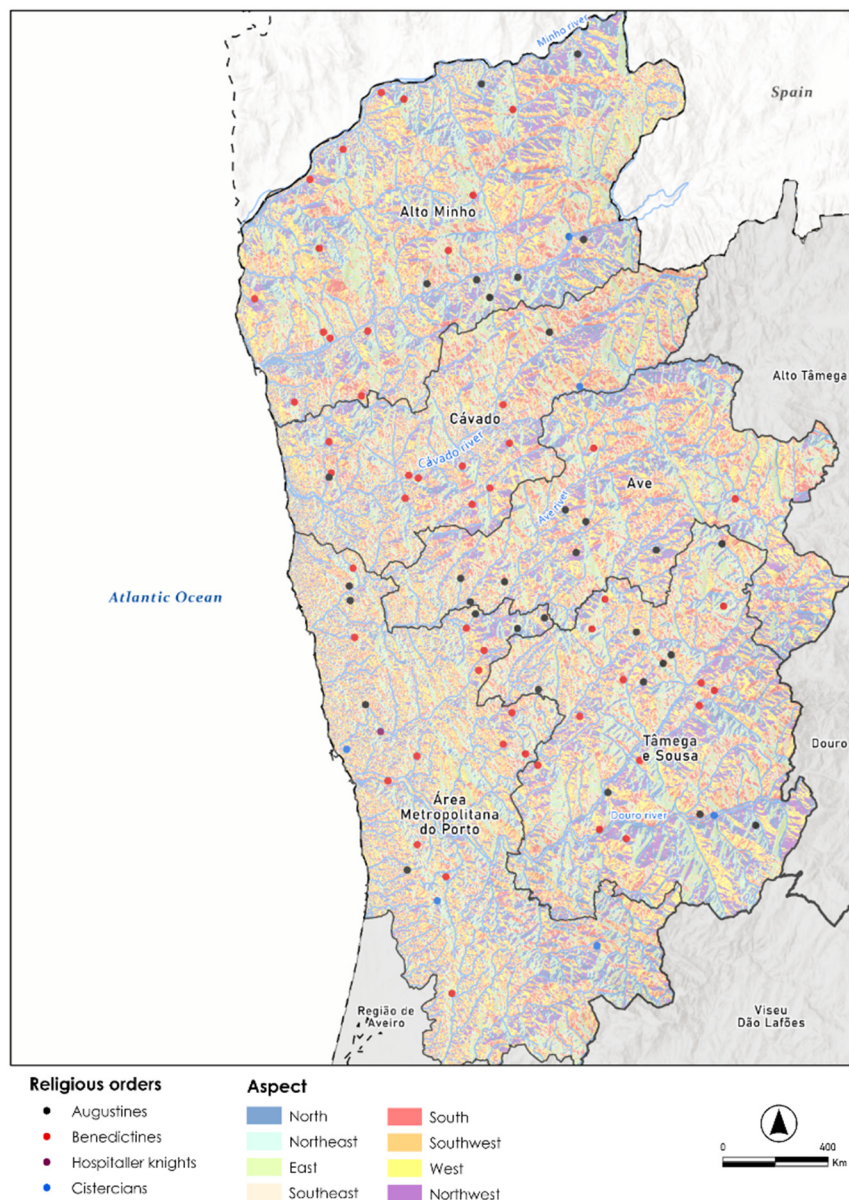 Minho river
Spain
Alto Minho
Alto Tâmega
Cávado
Cávado river
Ave
Ave river
Atlantic Ocean
Tâmega
e Sousa
Douro
Área
Metropolitana
do Porto
Douro river
Região de
Aveiro
Viseu
Dão Lafões
Religious orders
Augustines
Benedictines
Hospitaller knights
Cistercians
Aspect
North
Northeast
East
Southeast
South
Southwest
West
Northwest
0 400
Km